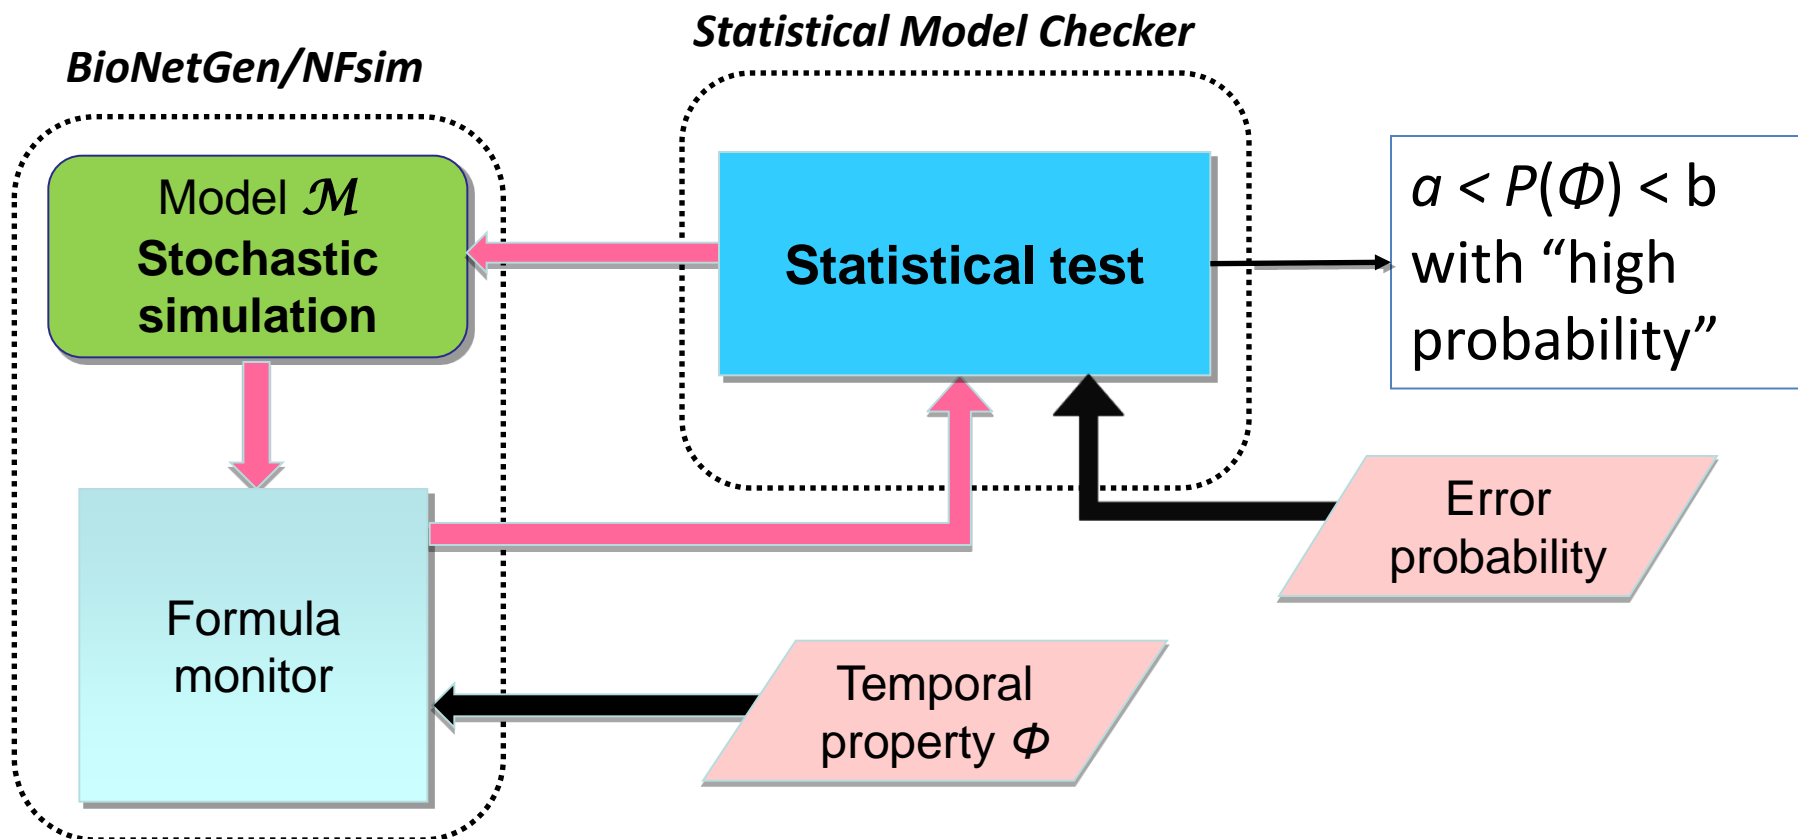 Statistical Model Checker
BioNetGen/NFsim
Model ℳ
Stochastic
simulation
Statistical test
a < P(Φ) < b
with “high
probability”
Error
probability
Formula
monitor
Temporal
property Φ